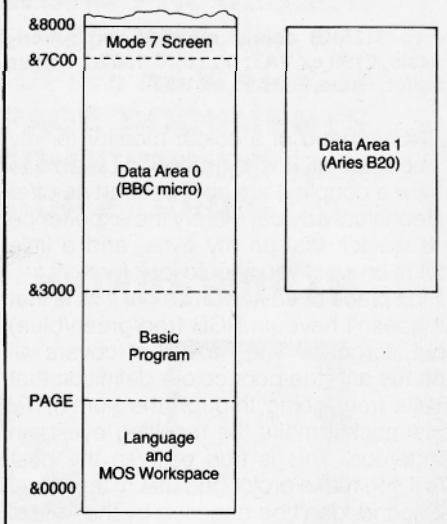 &8000
Mode 7 Screen
&7C00
Data Area 0
(BBC micro)
Data Area 1
(Aries B20)
&3000
Basic
Program
PAGE
Language
and
MOS Workspace
&0000